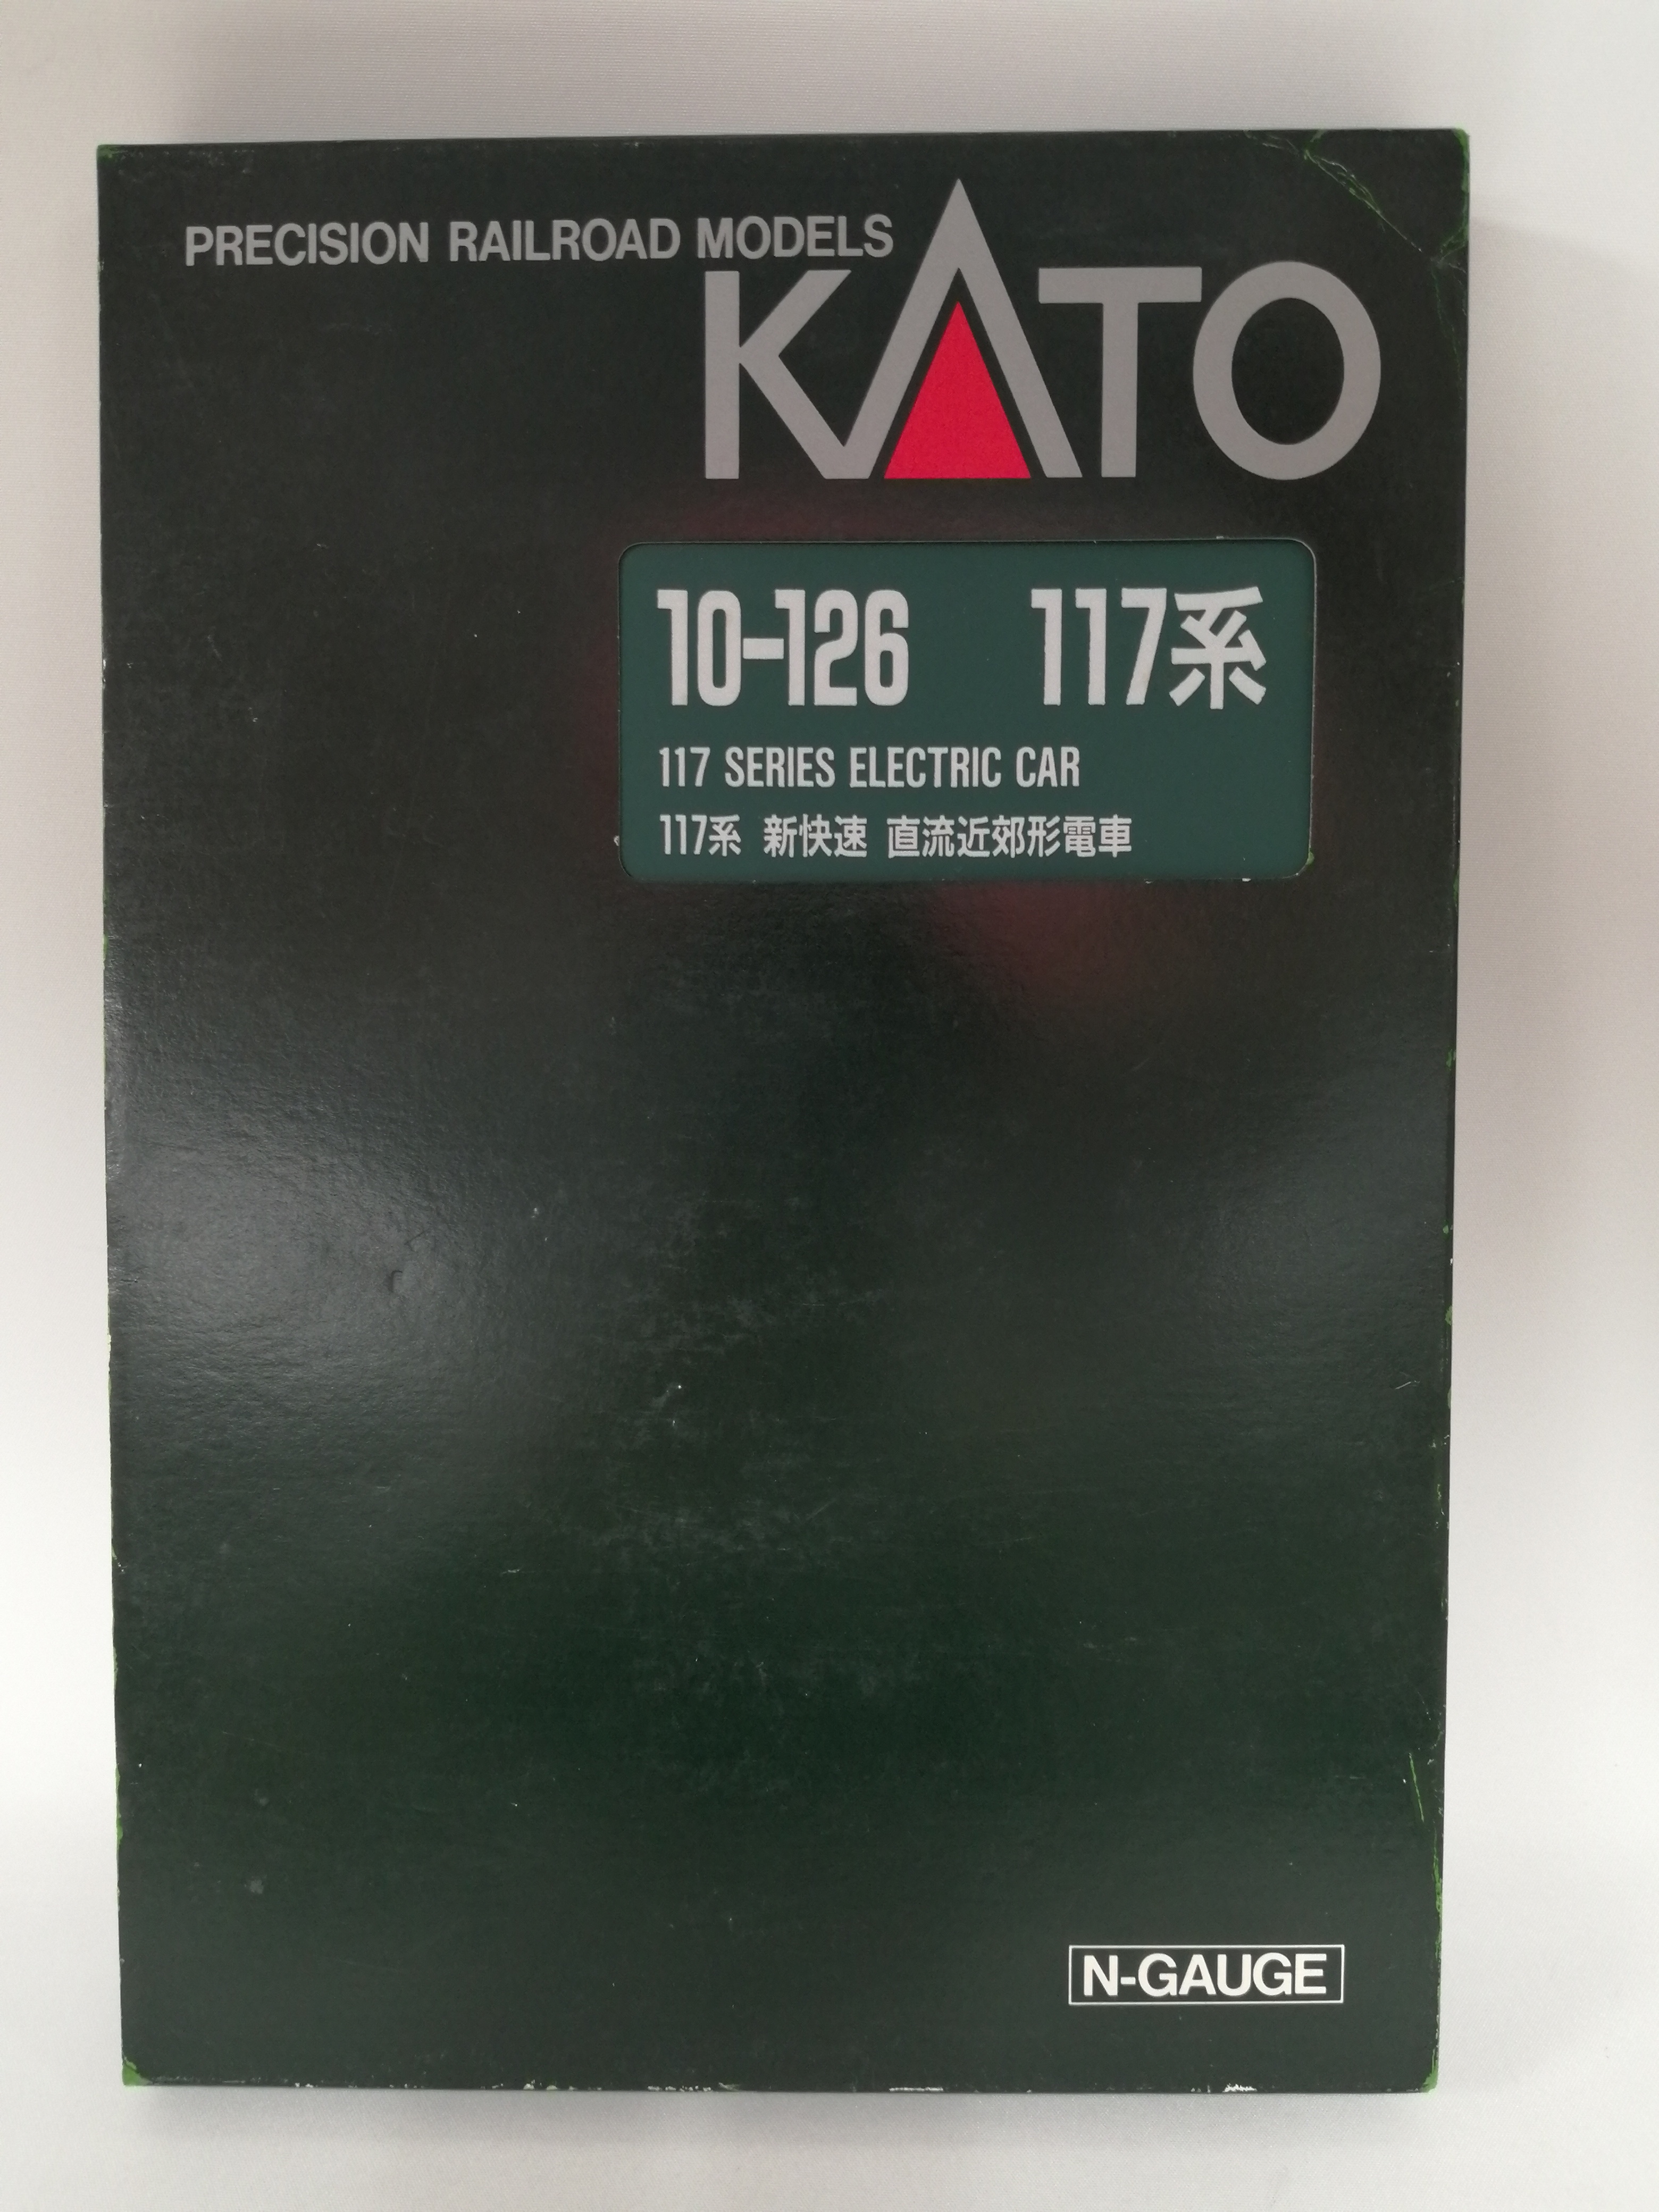 PRECISION RAILROAD MODELS
KATO
10-126 117系
117 SERIES ELECTRIC CAR
117系 新快速 直流近郊形電車
N-GAUGE